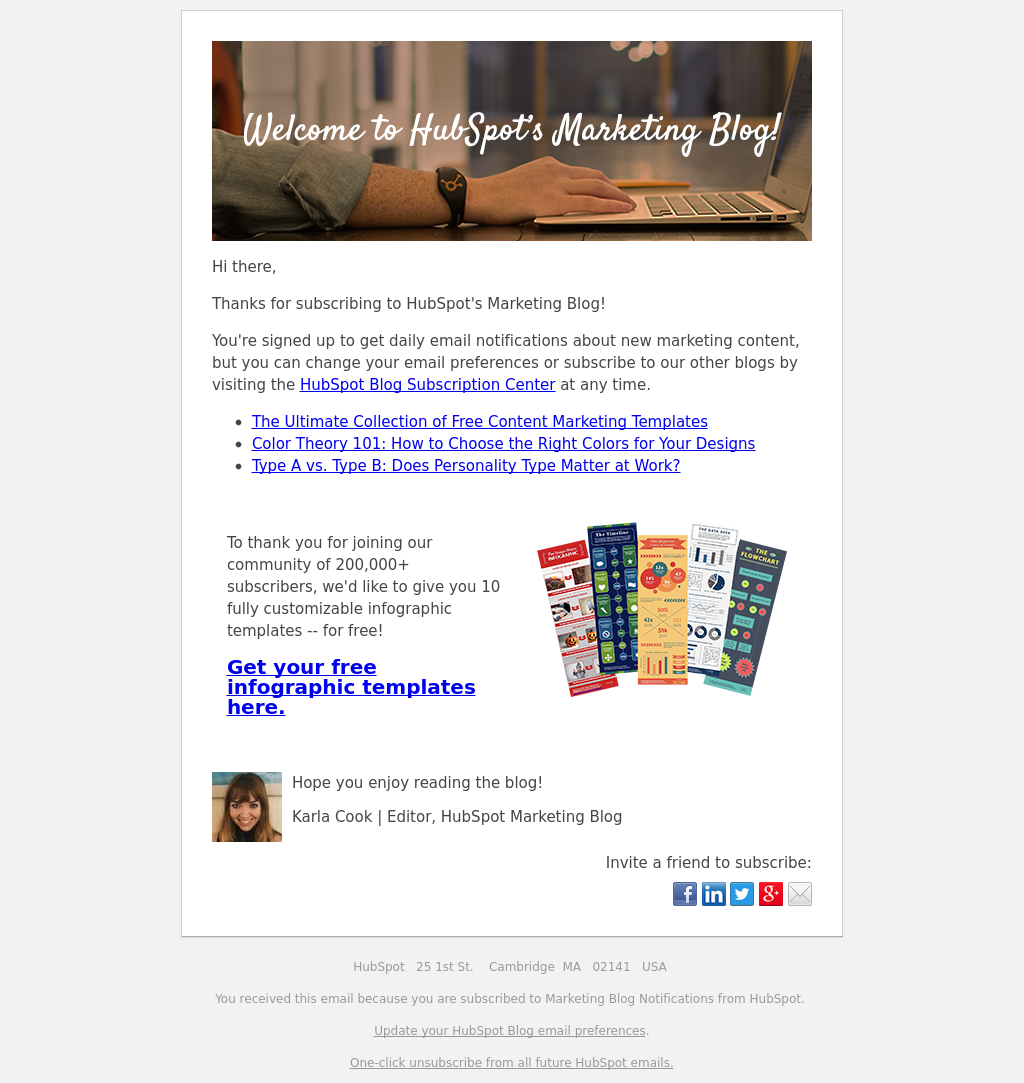 Welcome to HubSpot's Marketing Blog!
Hi there,
Thanks for subscribing to HubSpot's Marketing Blog!
You're signed up to get daily email notifications about new marketing content,
but you can change your email preferences or subscribe to our other blogs by
visiting the HubSpot Blog Subscription Center at any time.
• The Ultimate Collection of Free Content Marketing Templates
• Color Theory 101: How to Choose the Right Colors for Your Designs
• Type A vs. Type B: Does Personality Type Matter at Work?
To thank you for joining our
community of 200,000+
subscribers, we'd like to give you 10
fully customizable infographic
templates -- for free!
Get your free
infographic templates
here.
INFOGRAPHIC
The Timeline
THE DATA GEEK
THE
FLOWCHART
Hope you enjoy reading the blog!
Karla Cook | Editor, HubSpot Marketing Blog
Invite a friend to subscribe:
HubSpot 25 1st St. Cambridge MA 02141 USA
You received this email because you are subscribed to Marketing Blog Notifications from HubSpot.
Update your HubSpot Blog email preferences.
One-click unsubscribe from all future HubSpot emails.